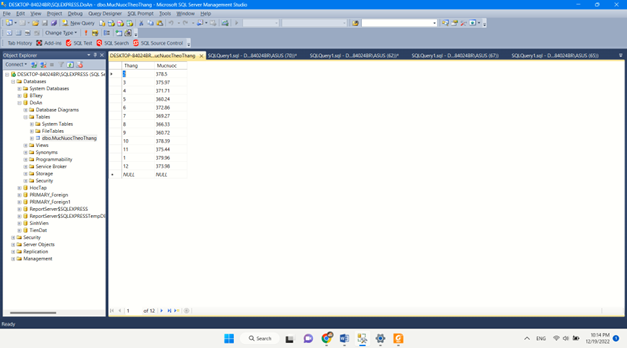 DESKTOP-84024BR\SQLEXPRESS.DoAn - dbo.MucNuocTheoThang - Microsoft SQL Server Management Studio
File Edit View Project Debug Query Designer SQL Prompt Tools Window Help
New Query
Change Type
Tab History Add-ins SQL Test SQL Search SQL Source Control
Object Explorer
DESKTOP-84024BR\...ucNuocTheoThang
SQLQuery1.sql - D...84024BR\ASUS (70))*
SQLQuery1.sql - D...84024BR\ASUS (62))*
SQLQuery1.sql - D...84024BR\ASUS (55))*
SQLQuery1.sql - D...84024BR\ASUS (65))
Connect
DESKTOP-84024BR\SQLEXPRESS (SQL Se
Databases
System Databases
BTkey
DoAn
Database Diagrams
Tables
System Tables
FileTables
dbo.MucNuocTheoThang
Views
Synonyms
Programmability
Service Broker
Storage
Security
HocTap
PRIMARY_Foreign
PRIMARY_Foreign1
ReportServer$SQLEXPRESS
ReportServer$SQLEXPRESSTempD
SinhVien
TienDist
Security
Server Objects
Replication
Management
Thang Mucnuoc
2 378.5
3 375.97
4 371.71
5 360.24
6 372.86
7 369.27
8 366.33
9 360.72
10 378.39
11 375.44
1 379.96
12 373.98
NULL NULL
1 of 12
Ready
Search
ENG
10:14 PM
12/19/2022